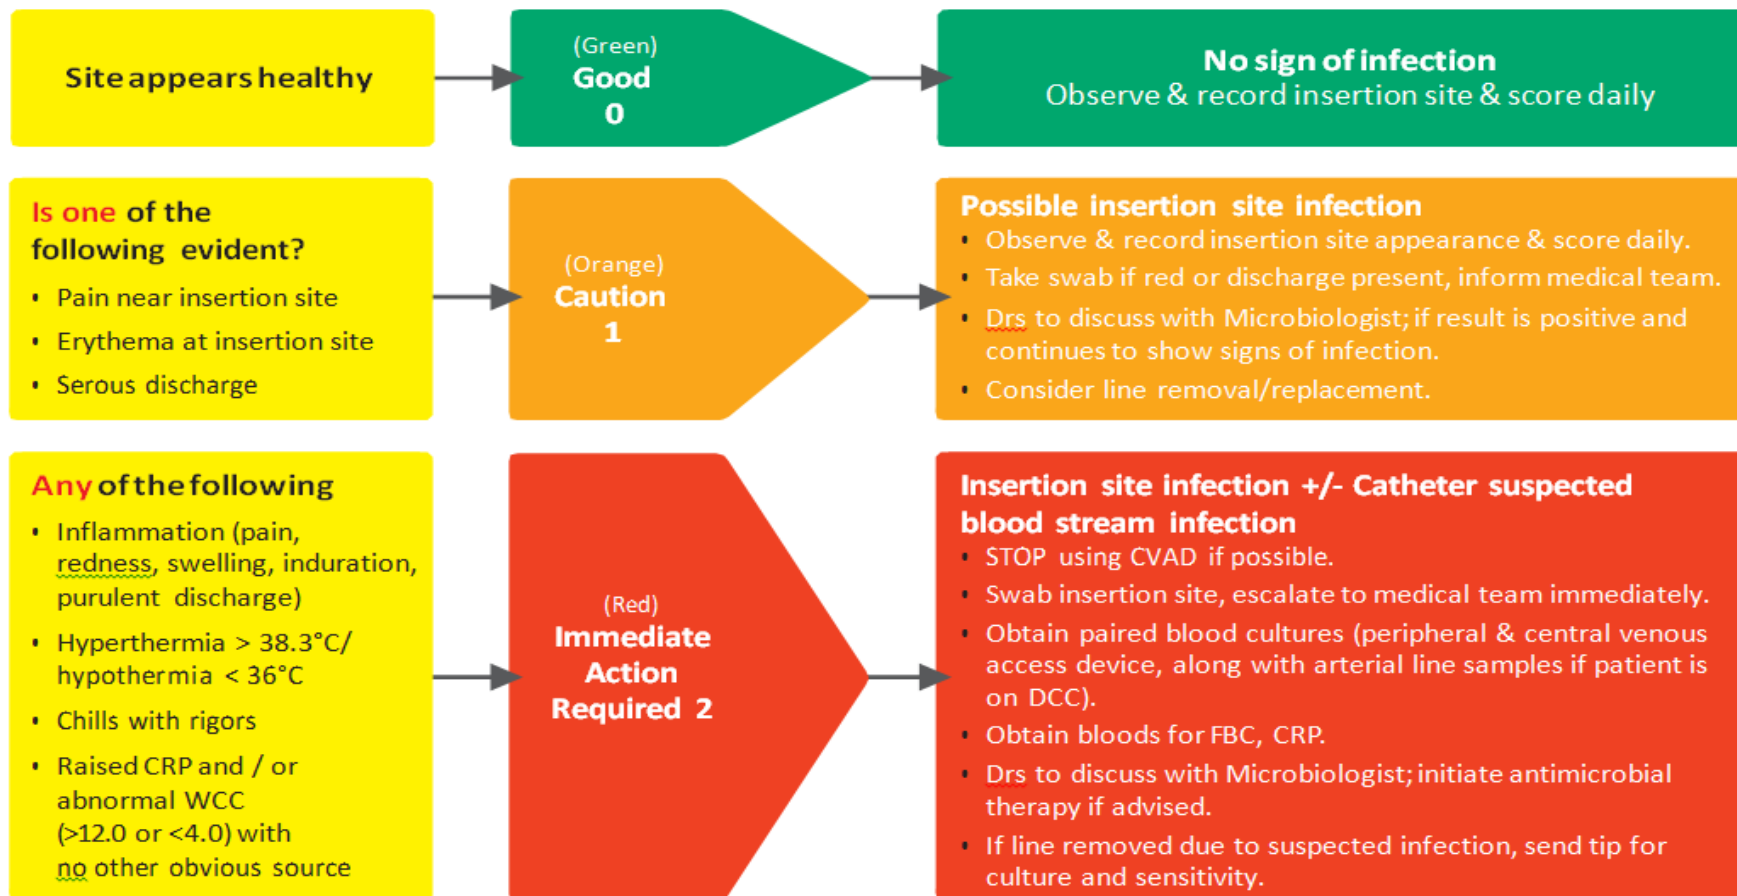 Site appears healthy
(Green)
Good
0
No sign of infection
Observe & record insertion site & score daily
Is one of the
following evident?
• Pain near insertion site
• Erythema at insertion site
• Serous discharge
(Orange)
Caution
1
Possible insertion site infection
• Observe & record insertion site appearance & score daily.
• Take swab if red or discharge present, inform medical team.
• Drs to discuss with Microbiologist; if result is positive and
continues to show signs of infection.
• Consider line removal/replacement.
Any of the following
• Inflammation (pain,
redness, swelling, induration,
purulent discharge)
• Hyperthermia > 38.3°C/
hypothermia < 36°C
• Chills with rigors
• Raised CRP and / or
abnormal WCC
(>12.0 or <4.0) with
no other obvious source
(Red)
Immediate
Action
Required 2
Insertion site infection +/- Catheter suspected
blood stream infection
• STOP using CVAD if possible.
• Swab insertion site, escalate to medical team immediately.
• Obtain paired blood cultures (peripheral & central venous
access device, along with arterial line samples if patient is
on DCC).
• Obtain bloods for FBC, CRP.
• Drs to discuss with Microbiologist; initiate antimicrobial
therapy if advised.
• If line removed due to suspected infection, send tip for
culture and sensitivity.